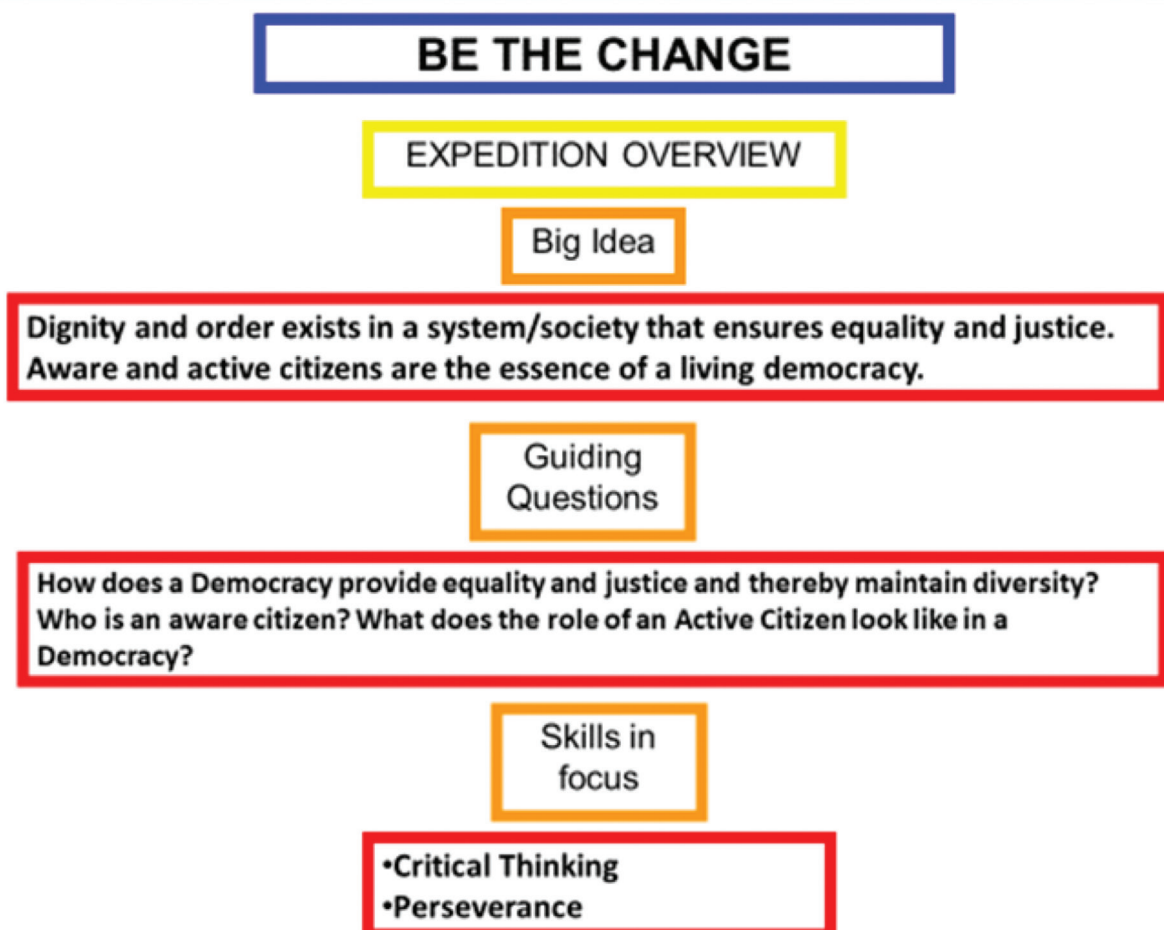 BE THE CHANGE
EXPEDITION OVERVIEW
Big Idea
Dignity and order exists in a system/society that ensures equality and justice.
Aware and active citizens are the essence of a living democracy.
Guiding
Questions
How does a Democracy provide equality and justice and thereby maintain diversity?
Who is an aware citizen? What does the role of an Active Citizen look like in a
Democracy?
Skills in
focus
•Critical Thinking
•Perseverance